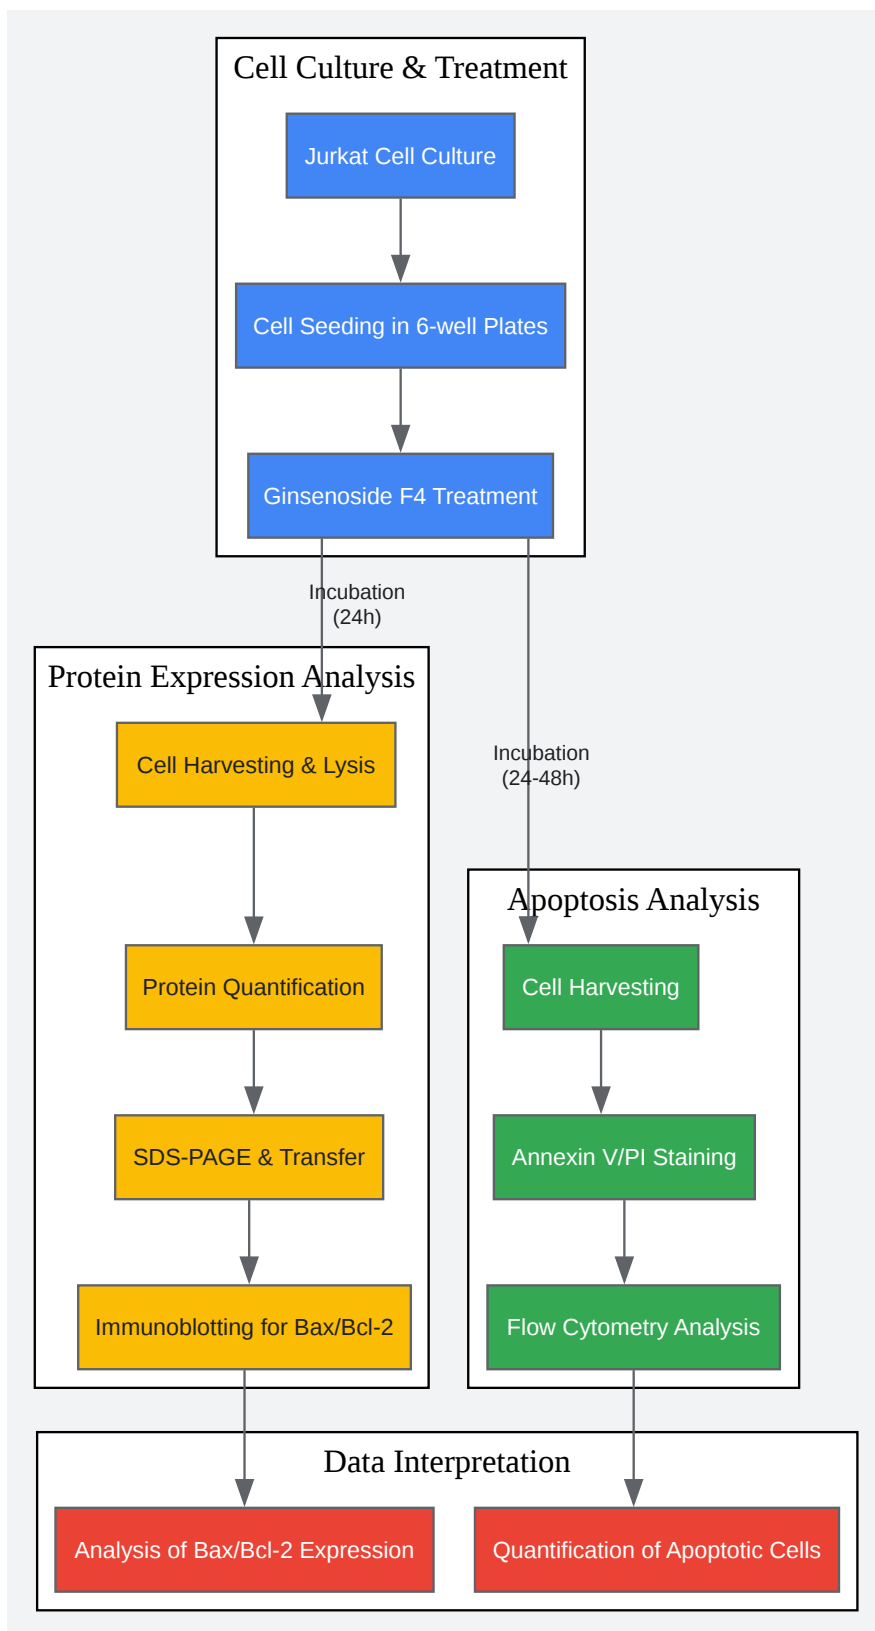 Cell Culture & Treatment
Jurkat Cell Culture
Cell Seeding in 6-well Plates
Ginsenoside F4 Treatment
Incubation
(24h)
Protein Expression Analysis
Cell Harvesting & Lysis
Incubation
(24-48h)
Apoptosis Analysis
Protein Quantification
Cell Harvesting
SDS-PAGE & Transfer
Annexin V/PI Staining
Immunoblotting for Bax/Bcl-2
Flow Cytometry Analysis
Data Interpretation
Analysis of Bax/Bcl-2 Expression
Quantification of Apoptotic Cells